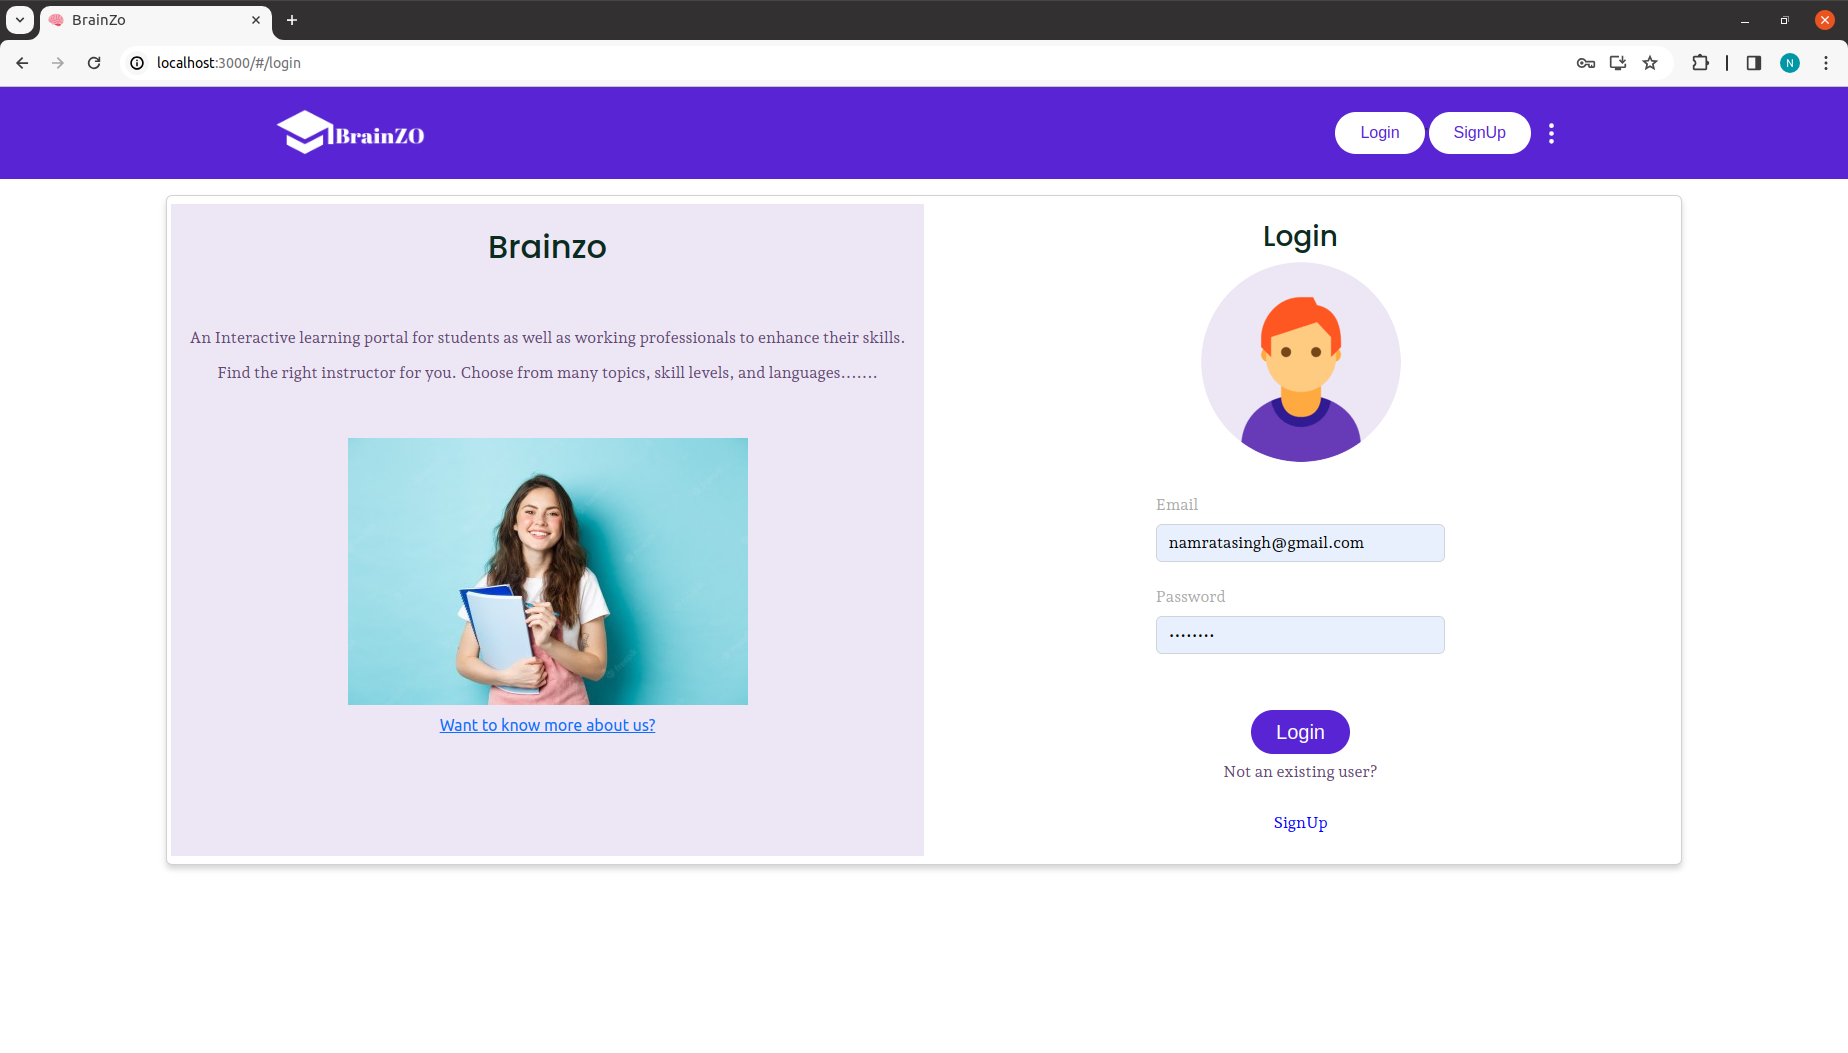 BrainZo
localhost:3000/#/login
N
BrainZO
Login
SignUp
Brainzo
An Interactive learning portal for students as well as working professionals to enhance their skills.
Find the right instructor for you. Choose from many topics, skill levels, and languages.......
Want to know more about us?
Login
Email
namratasingh@gmail.com
Password
••••••••
Login
Not an existing user?
SignUp